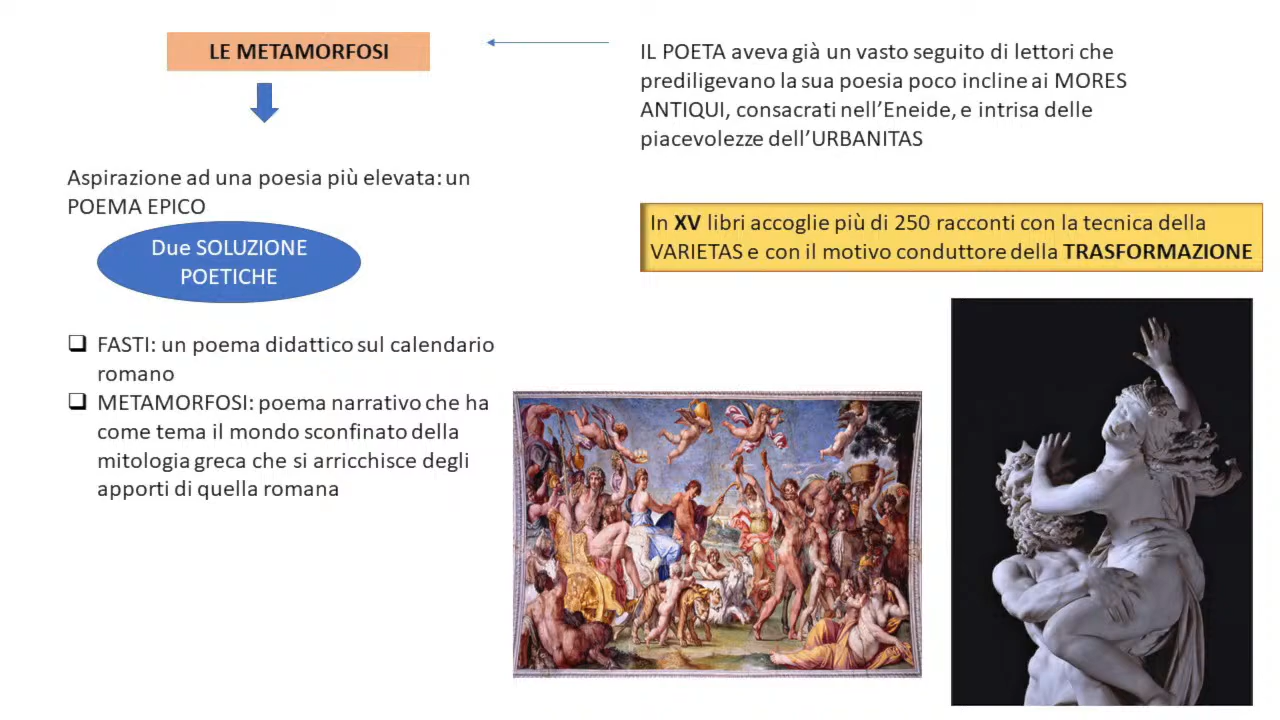 LE METAMORFOSI
IL POETA aveva già un vasto seguito di lettori che
prediligevano la sua poesia poco incline ai MORES
ANTIQUI, consacrati nell’Eneide, e intrisa delle
piacevolezze dell’URBANITAS
Aspirazione ad una poesia più elevata: un
POEMA EPICO
Due SOLUZIONE
POETICHE
In XV libri accoglie più di 250 racconti con la tecnica della
VARIETAS e con il motivo conduttore della TRASFORMAZIONE
FASTI: un poema didattico sul calendario
romano
METAMORFOSI: poema narrativo che ha
come tema il mondo sconfinato della
mitologia greca che si arricchisce degli
apporti di quella romana